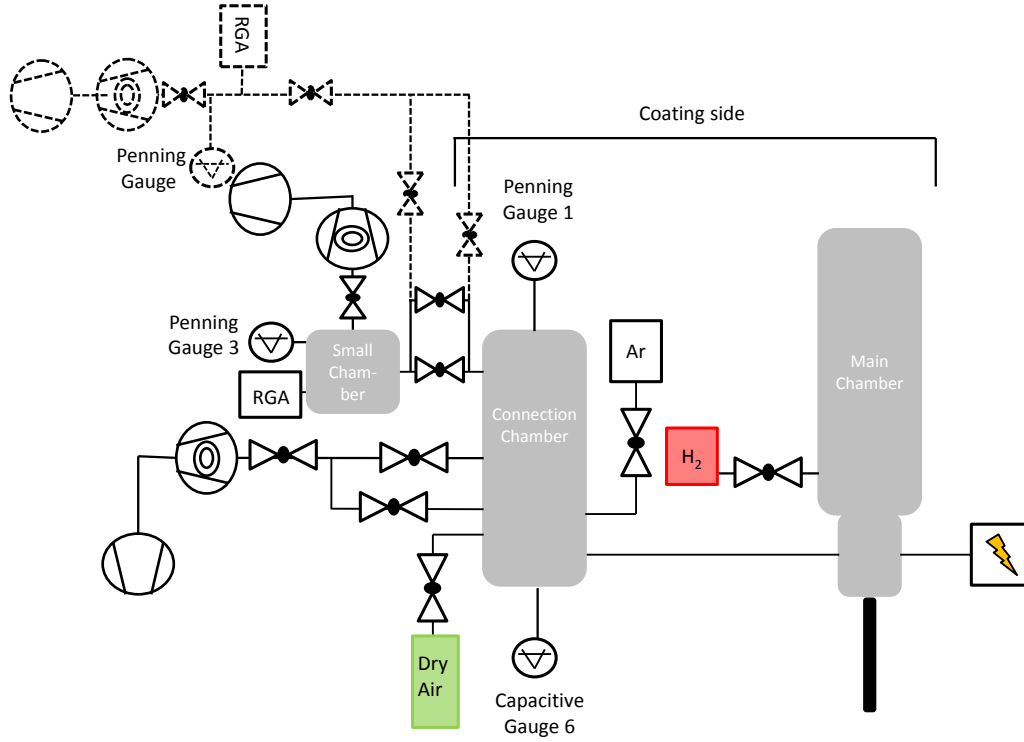 RGA
Coating side
Penning
Gauge
Penning
Gauge 1
Penning
Gauge 3
Small
Cham-
ber
Ar
Main
Chamber
RGA
Connection
Chamber
H₂
Dry
Air
Capacitive
Gauge 6